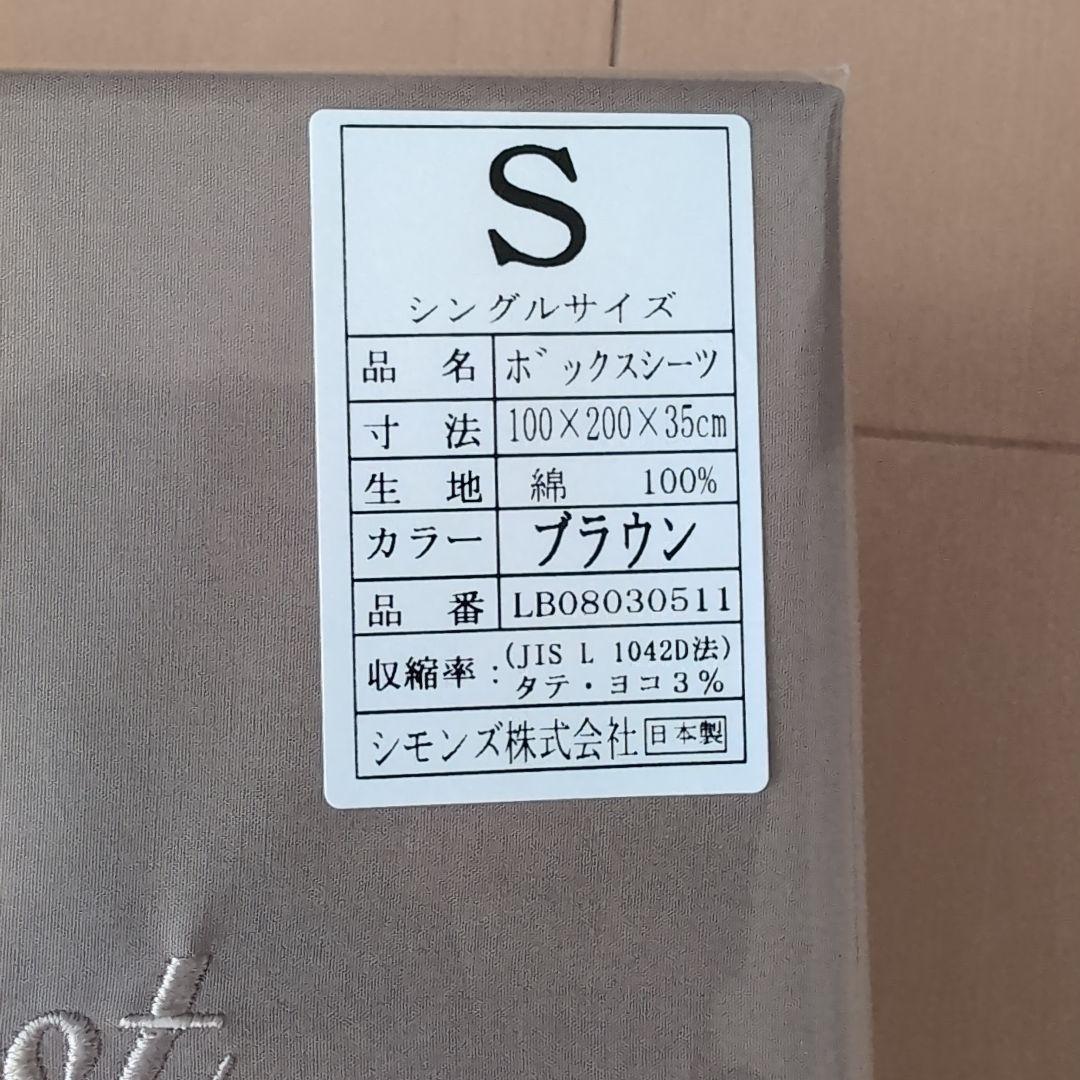 S
シングルサイズ
品名 ボックスシーツ
寸法 100×200×35cm
生地 綿 100%
カラー ブラウン
品番 LB08030511
収縮率:(JIS L 1042D法)
タテ・ヨコ3%
シモンズ株式会社 日本製
ot